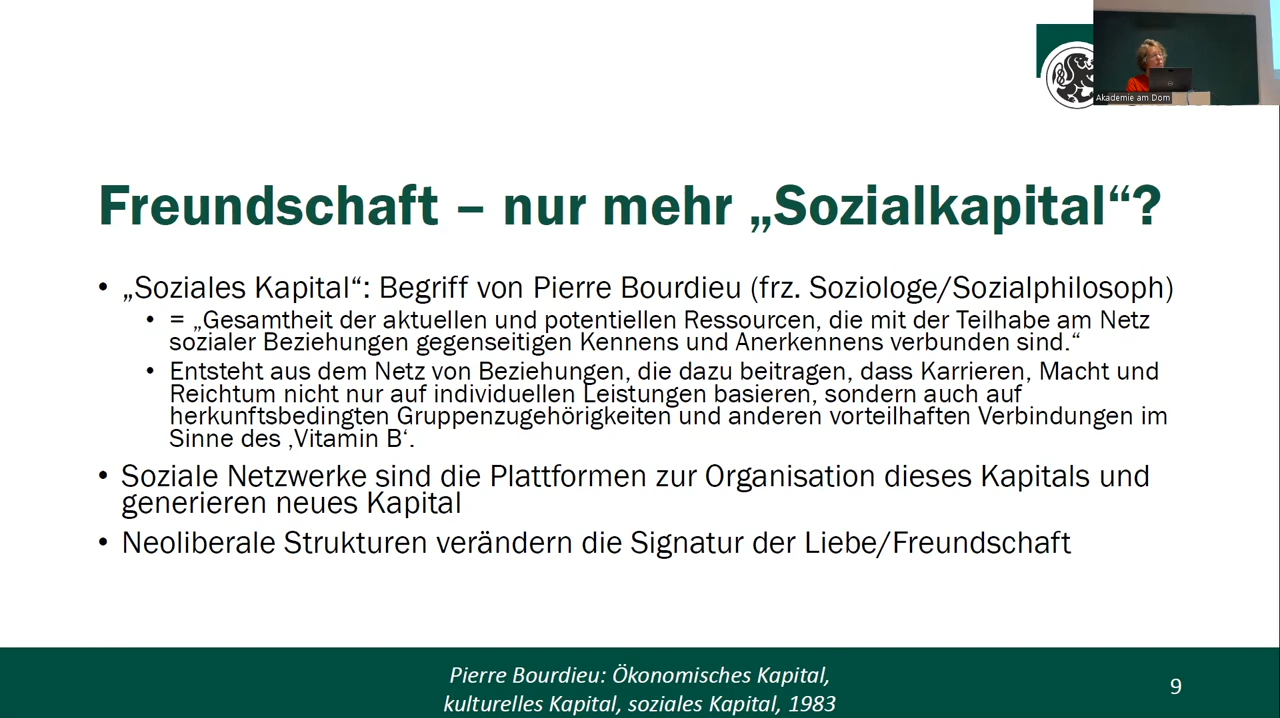 Akademie am Dom
Freundschaft – nur mehr „Sozialkapital“?
• „Soziales Kapital“: Begriff von Pierre Bourdieu (frz. Soziologe/Sozialphilosoph)
• = „Gesamtheit der aktuellen und potentiellen Ressourcen, die mit der Teilhabe am Netz
sozialer Beziehungen gegenseitigen Kennens und Anerkennens verbunden sind.“
• Entsteht aus dem Netz von Beziehungen, die dazu beitragen, dass Karrieren, Macht und
Reichtum nicht nur auf individuellen Leistungen basieren, sondern auch auf
herkunftsbedingten Gruppenzugehörigkeiten und anderen vorteilhaften Verbindungen im
Sinne des ‚Vitamin B‘.
• Soziale Netzwerke sind die Plattformen zur Organisation dieses Kapitals und
generieren neues Kapital
• Neoliberale Strukturen verändern die Signatur der Liebe/Freundschaft
Pierre Bourdieu: Ökonomisches Kapital,
kulturelles Kapital, soziales Kapital, 1983
9